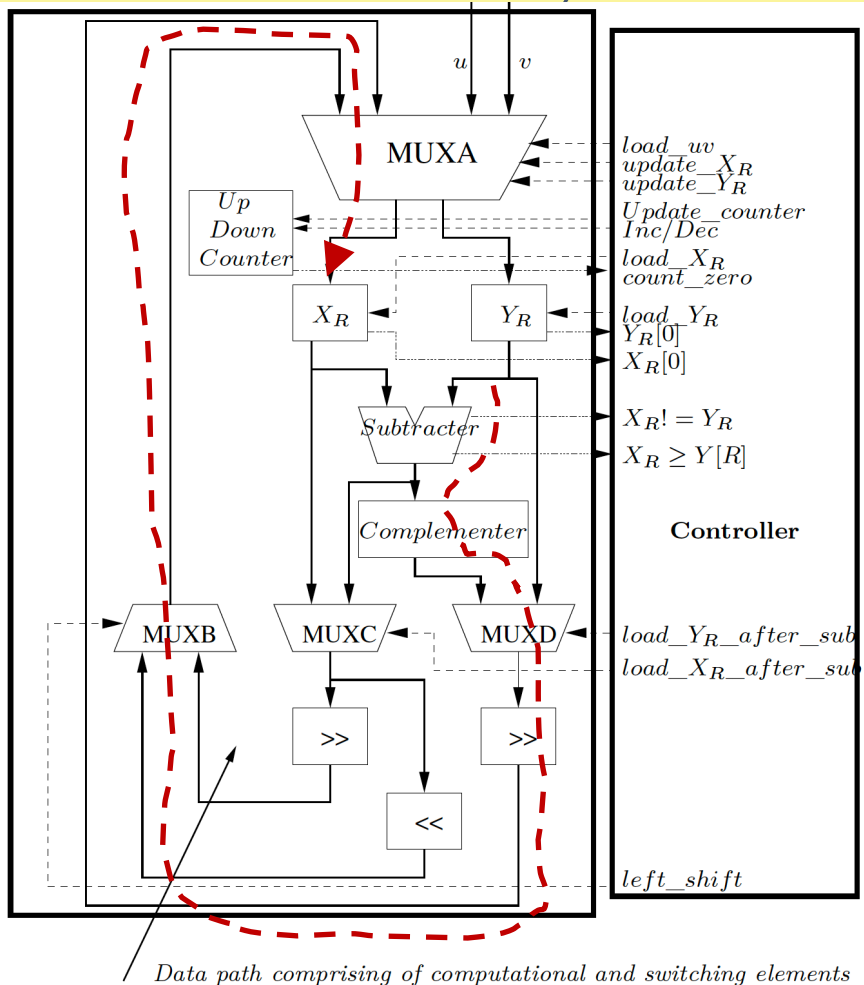 u
v
MUXA
load_uv
update_X_R
update_Y_R
Up
Down
Counter
Update_counter
Inc/Dec
load_X_R
count_zero
X_R
Y_R
load_Y_R
Y_R[0]
X_R[0]
Subtracter
X_R! = Y_R
X_R ≥ Y[R]
Complementer
Controller
MUXB
MUXC
MUXD
load_Y_R_after_sub
load_X_R_after_sub
>>
>>
<<
left_shift
Data path comprising of computational and switching elements